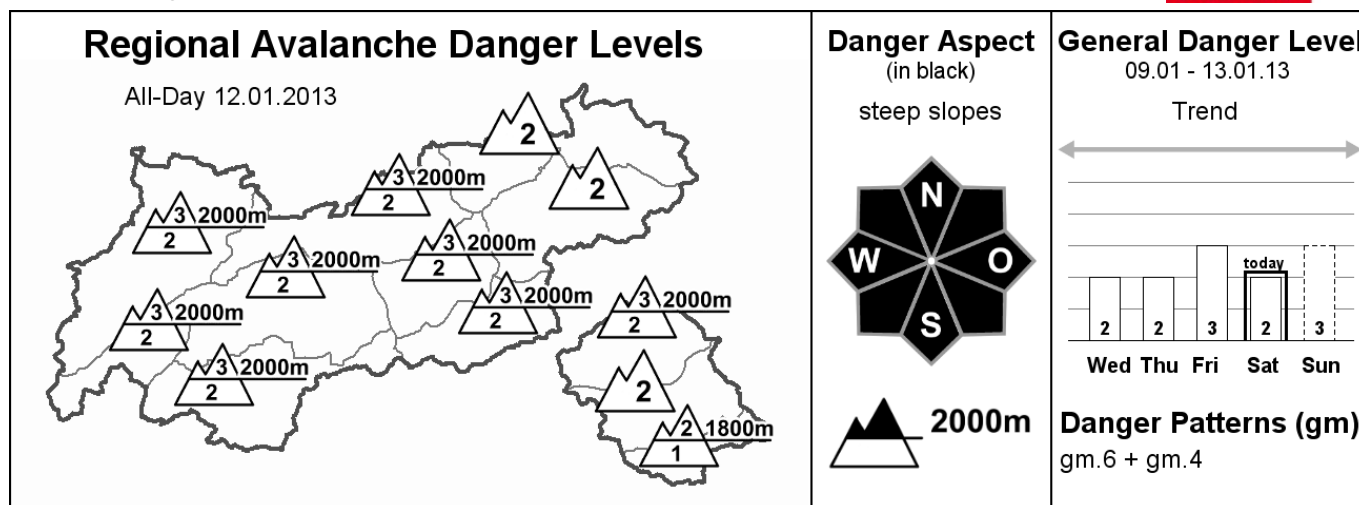 Regional Avalanche Danger Levels
All-Day 12.01.2013
2
2
3 2000m
2
3 2000m
2
3 2000m
2
3 2000m
2
3 2000m
2
3 2000m
2
3 2000m
2
3 2000m
2
2
2 1800m
1
Danger Aspect
(in black)
steep slopes
N
W
O
S
2000m
General Danger Level
09.01 - 13.01.13
Trend
today
2 2 3 2 3
Wed Thu Fri Sat Sun
Danger Patterns (gm)
gm.6 + gm.4